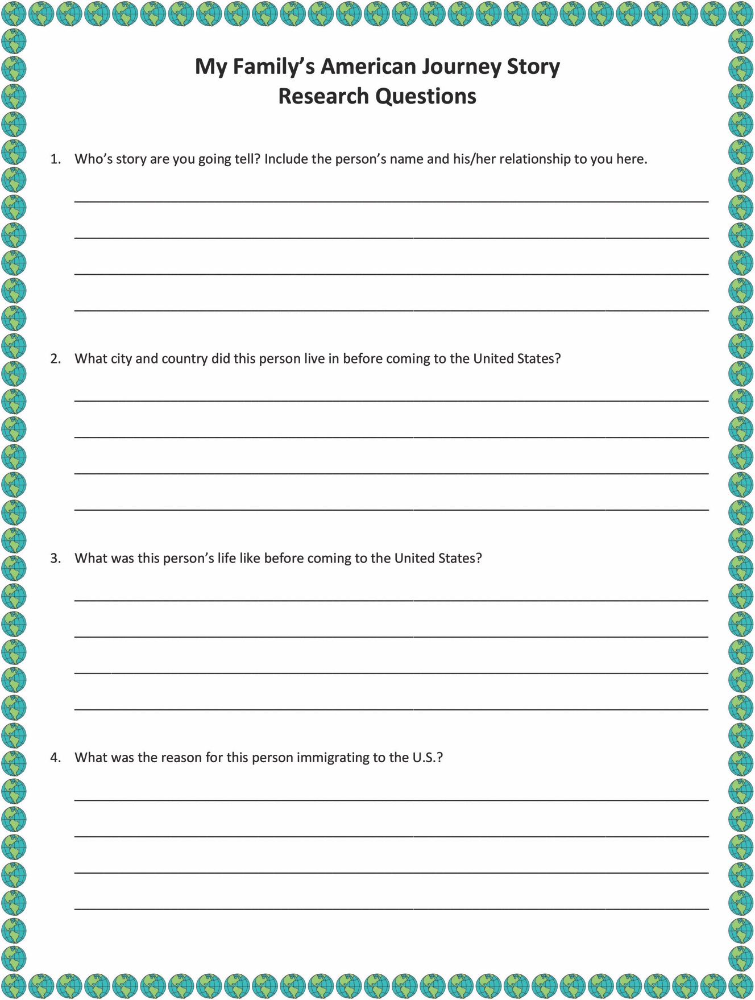 My Family’s American Journey Story
Research Questions
1. Who’s story are you going tell? Include the person’s name and his/her relationship to you here.
2. What city and country did this person live in before coming to the United States?
3. What was this person’s life like before coming to the United States?
4. What was the reason for this person immigrating to the U.S.?